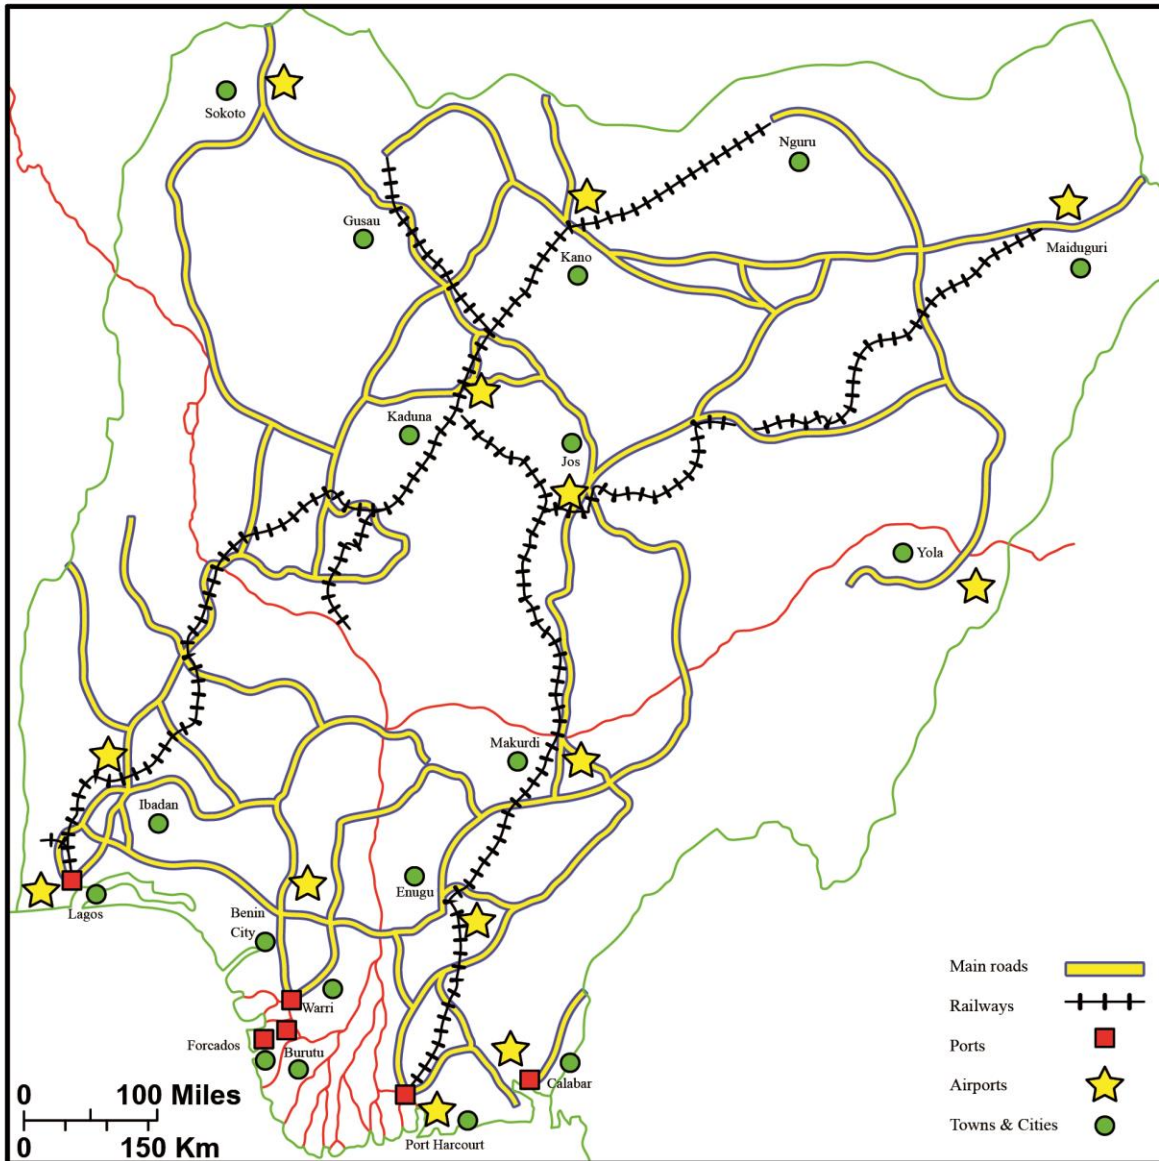 Sokoto
Nguru
Gusau
Kano
Maiduguri
Kaduna
Jos
Yola
Makurdi
Ibadan
Enugu
Lagos
Benin
City
Warri
Forcados
Burutu
Calabar
Port Harcourt
0 100 Miles
0 150 Km
Main roads
Railways
Ports
Airports
Towns & Cities